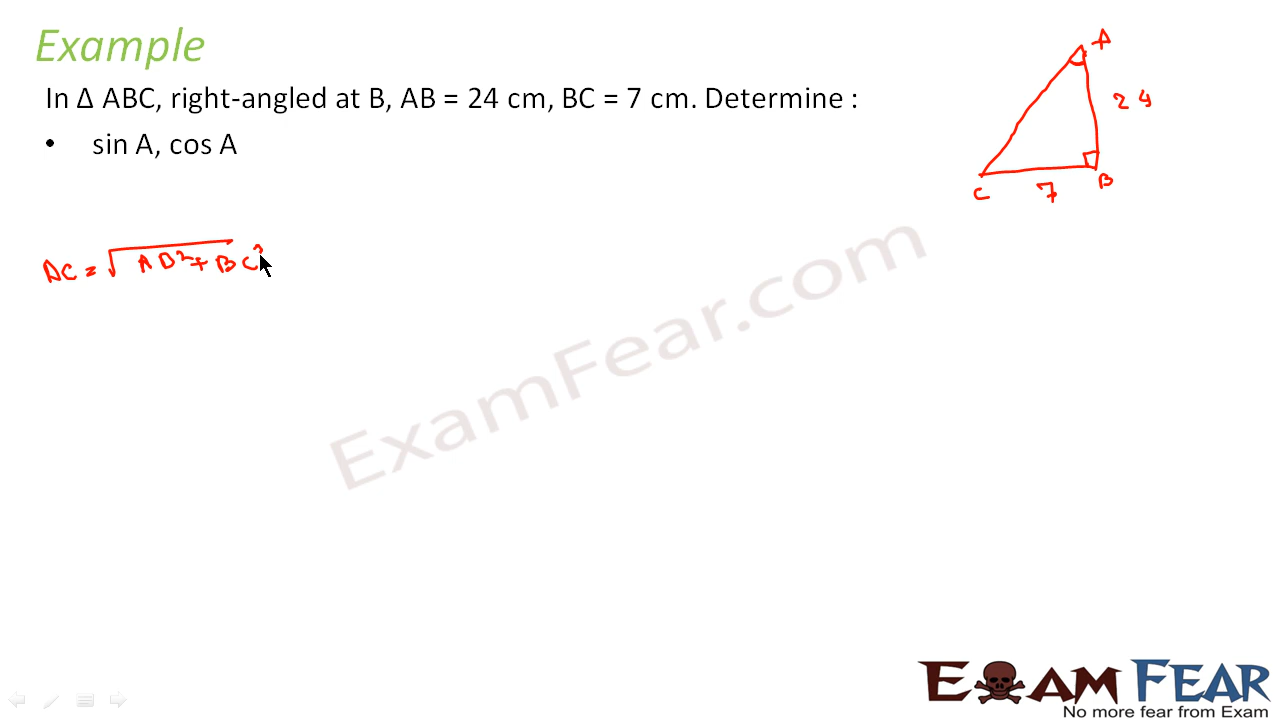 Example
In Δ ABC, right-angled at B, AB = 24 cm, BC = 7 cm. Determine :
• sin A, cos A
A
24
C
7
B
AC = √AB²+BC²
ExamFear.com
EXAM FEAR
No more fear from Exam